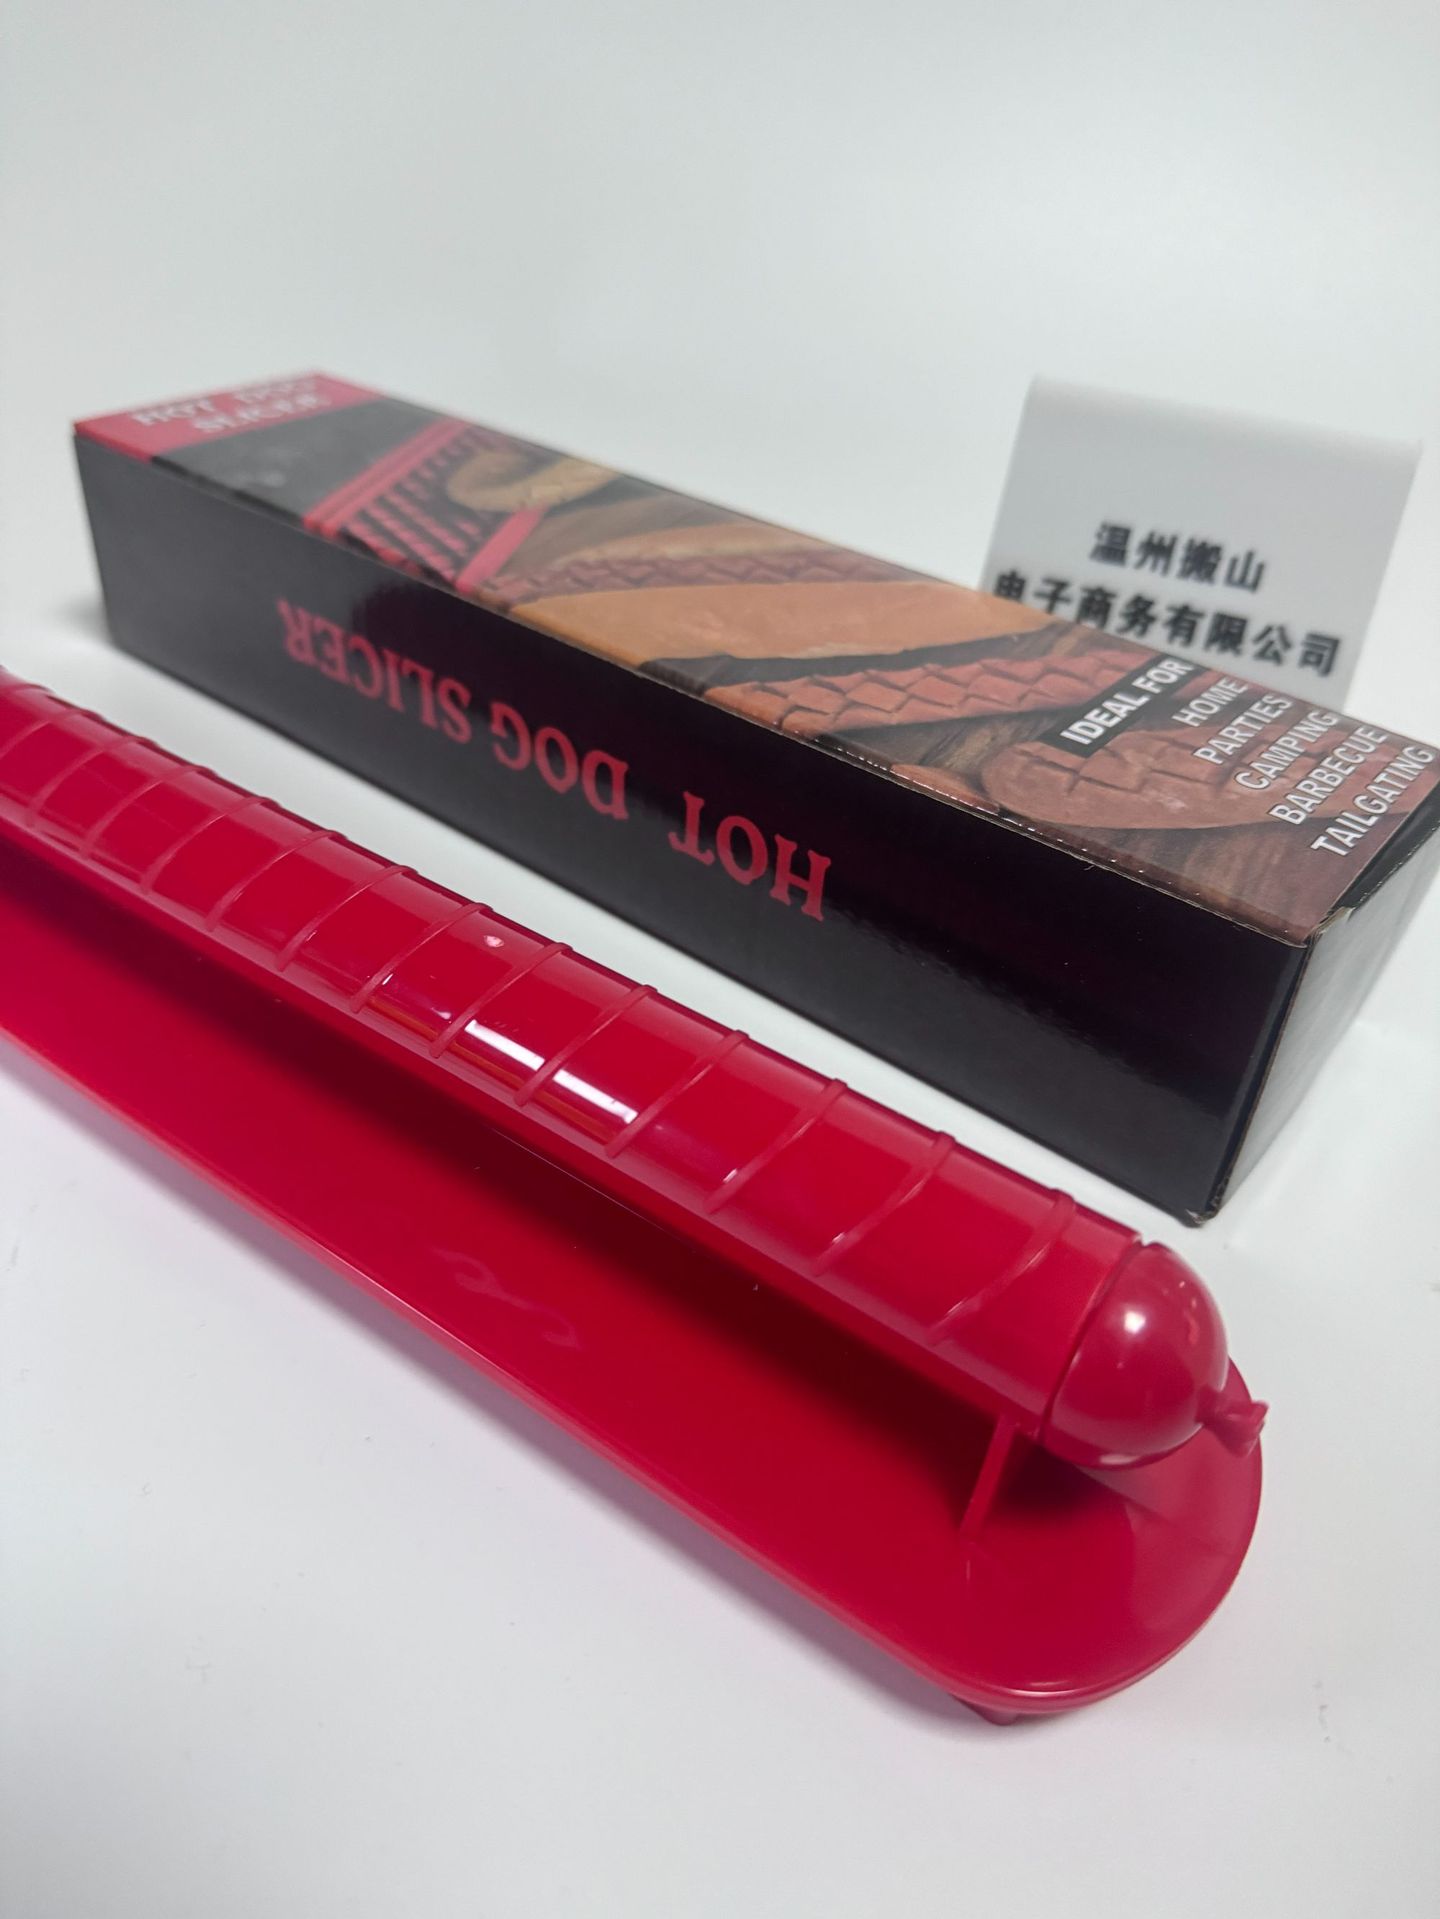 HOT DOG
SLICER
HOT DOG SLICER
温州搬山
电子商务有限公司
IDEAL FOR
HOME
PARTIES
CAMPING
BARBECUE
TAILGATING